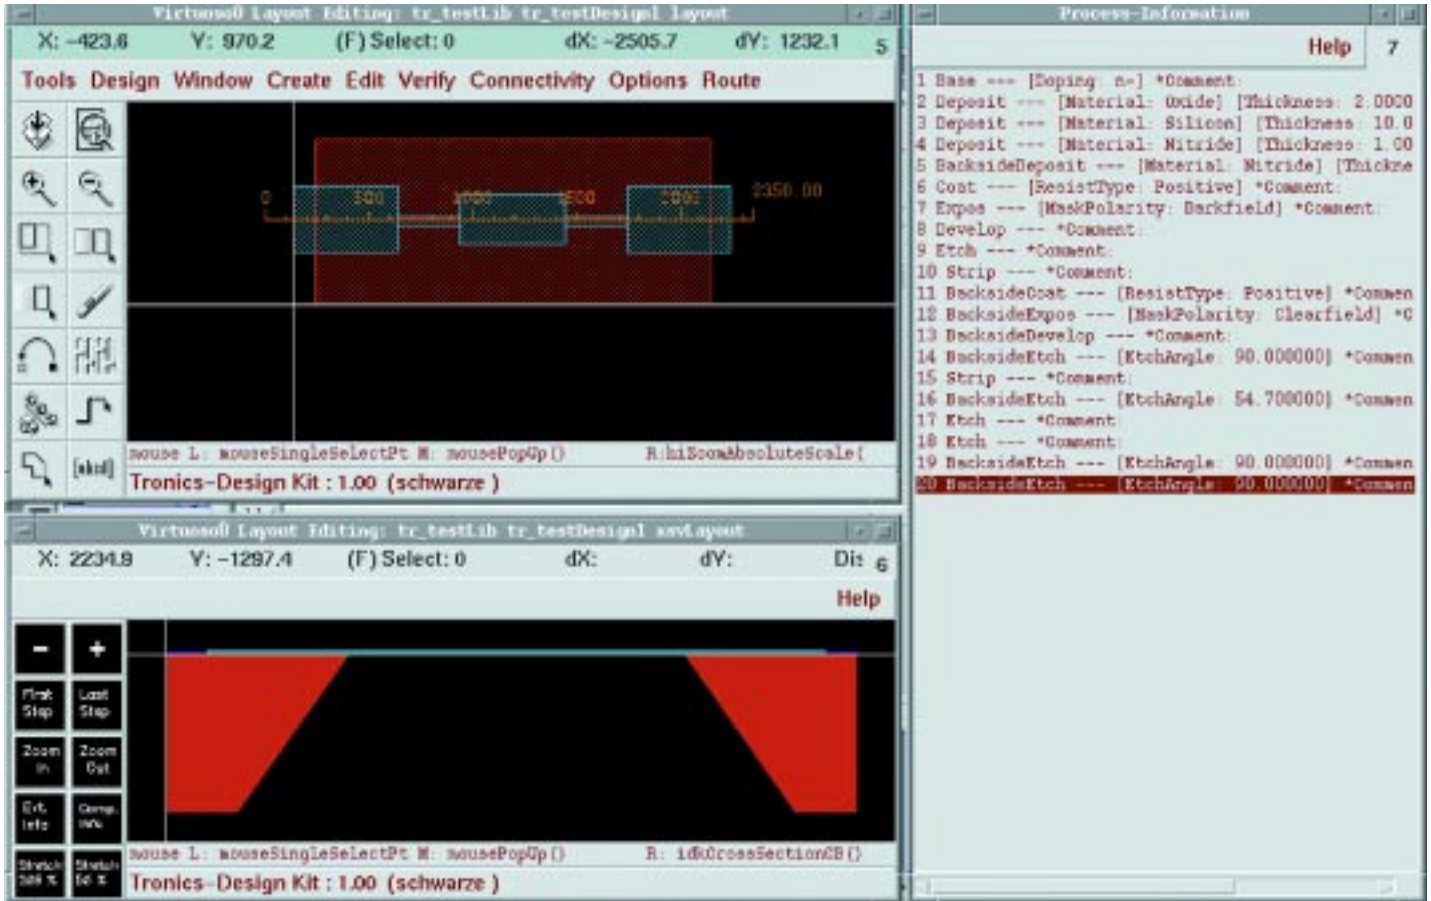 Virtuoso® Layout Editing: tr_testLib tr_testDesign1 layout
X: -423.6 Y: 970.2 (F) Select: 0 dX: -2505.7 dY: 1232.1 5
Tools Design Window Create Edit Verify Connectivity Options Route
0 500 1000 1500 2000 2350.00
[abcd]
mouse L: mouseSingleSelectPt M: mousePopUp() R:hiZoomAbsoluteScale(
Tronics-Design Kit : 1.00 (schwarze )
Virtuoso® Layout Editing: tr_testLib tr_testDesign1 xsvLayout
X: 2234.9 Y: -1297.4 (F) Select: 0 dX: dY: Dis 6
Help
- +
First Last
Step Step
Zoom Zoom
In Out
Ext. Comp.
Info Info
Stretch Stretch
50 %
mouse L: mouseSingleSelectPt M: mousePopUp() R: idkCrossSectionCB()
Tronics-Design Kit : 1.00 (schwarze )
Process-Information
Help 7
1 Base --- [Doping: n-] *Comment:
2 Deposit --- [Material: Oxide] [Thickness: 2.0000
3 Deposit --- [Material: Silicon] [Thickness: 10.0
4 Deposit --- [Material: Nitride] [Thickness: 1.00
5 BacksideDeposit --- [Material: Nitride] [Thickne
6 Coat --- [ResistType: Positive] *Comment:
7 Expos --- [MaskPolarity: Darkfield] *Comment:
8 Develop --- *Comment:
9 Etch --- *Comment:
10 Strip --- *Comment:
11 BacksideCoat --- [ResistType: Positive] *Commen
12 BacksideExpos --- [MaskPolarity: Clearfield] *C
13 BacksideDevelop --- *Comment:
14 BacksideEtch --- [EtchAngle: 90.000000] *Commen
15 Strip --- *Comment:
16 BacksideEtch --- [EtchAngle: 54.700000] *Commen
17 Etch --- *Comment:
18 Etch --- *Comment:
19 BacksideEtch --- [EtchAngle: 90.000000] *Commen
20 BacksideEtch --- [EtchAngle: 90.000000] *Commen